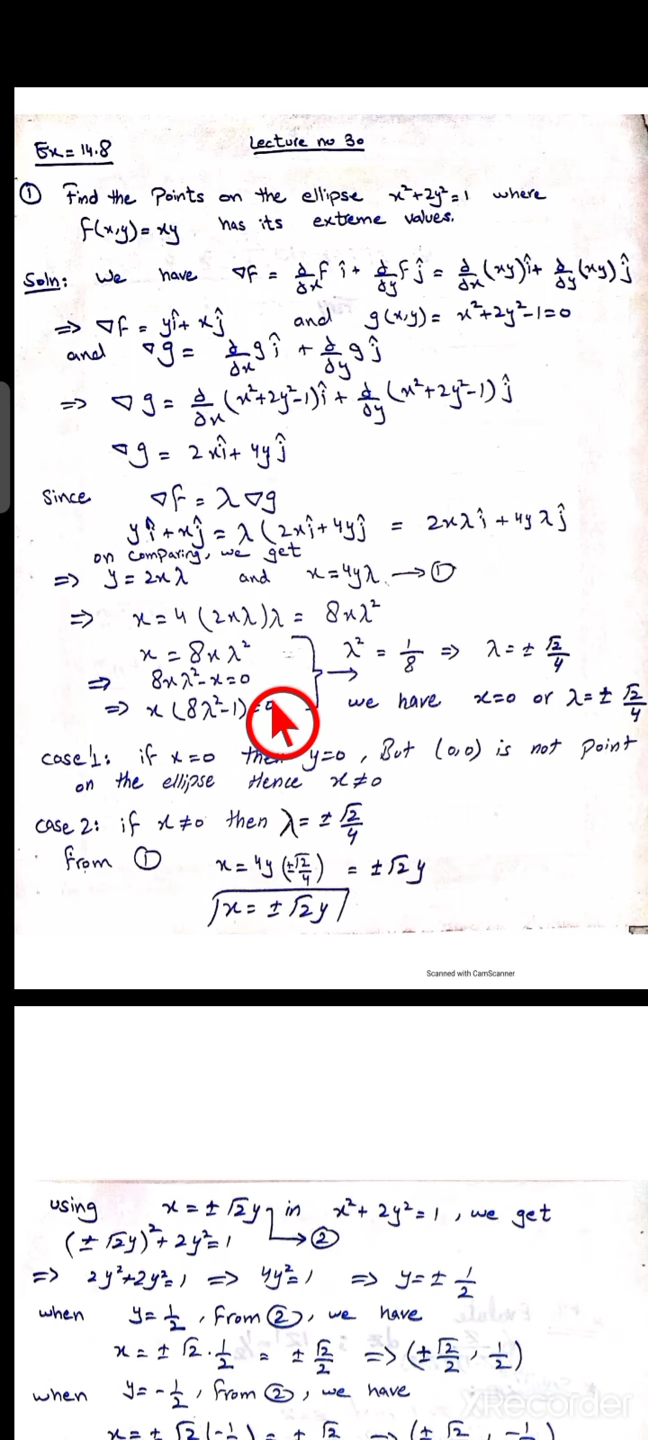 Ex = 14.8
Lecture no 30
① Find the Points on the ellipse x²+2y²=1 where
f(x,y)=xy has its exteme values.
Soln: We have ∇f = ∂/∂x f î + ∂/∂y f ĵ = ∂/∂x (xy) î + ∂/∂y (xy) ĵ
=> ∇f = yî + xĵ and g(x,y) = x²+2y²-1=0
and ∇g = ∂/∂x g î + ∂/∂y g ĵ
=> ∇g = ∂/∂x (x²+2y²-1) î + ∂/∂y (x²+2y²-1) ĵ
∇g = 2xî + 4yĵ
Since ∇f = λ∇g
yî + xĵ = λ(2xî+4yĵ = 2xλî + 4yλĵ
on comparing, we get
=> y = 2xλ and x = 4yλ → ①
=> x = 4(2xλ)λ = 8xλ²
x = 8xλ² λ² = 1/8 => λ = ± √2/4
=> 8xλ²-x=0 →
=> x(8λ²-1)=0 we have x=0 or λ=± √2/4
case 1: if x=0 then y=0, But (0,0) is not point
on the ellipse Hence x≠0
case 2: if x≠0 then λ = ± √2/4
from ① x = 4y(±√2/4) = ±√2y
x = ±√2y
Scanned with CamScanner
using x = ±√2y in x²+2y²=1, we get
(±√2y)²+2y²=1 → ②
=> 2y²+2y²=1 => 4y²=1 => y = ± 1/2
when y = 1/2, from ②, we have
x = ± √2 · 1/2 = ± √2/2 => (± √2/2, 1/2)
when y = -1/2, from ②, we have
XRecorder
x = ± √2(-1/ = ± √2 => (± √2, -1/)